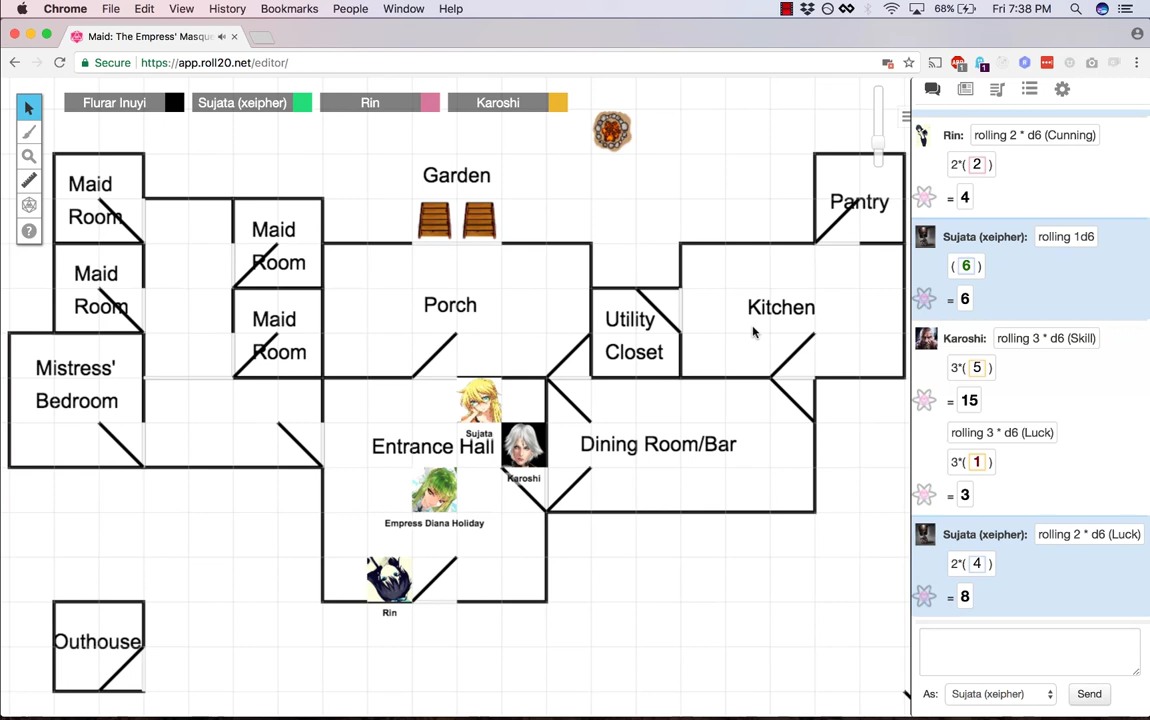 Chrome File Edit View History Bookmarks People Window Help 68% Fri 7:38 PM
Maid: The Empress' Masque
Secure https://app.roll20.net/editor/
Flurar Inuyi Sujata (xeipher) Rin Karoshi
Garden
Maid
Room
Maid
Room
Pantry
Maid
Room
Porch
Utility
Closet
Kitchen
Maid
Room
Mistress'
Bedroom
Sujata
Entrance Hall
Dining Room/Bar
Karoshi
Empress Diana Holiday
Rin
Outhouse
Rin: rolling 2 * d6 (Cunning)
2*( 2 )
= 4
Sujata (xeipher): rolling 1d6
( 6 )
= 6
Karoshi: rolling 3 * d6 (Skill)
3*( 5 )
= 15
rolling 3 * d6 (Luck)
3*( 1 )
= 3
Sujata (xeipher): rolling 2 * d6 (Luck)
2*( 4 )
= 8
As: Sujata (xeipher) Send